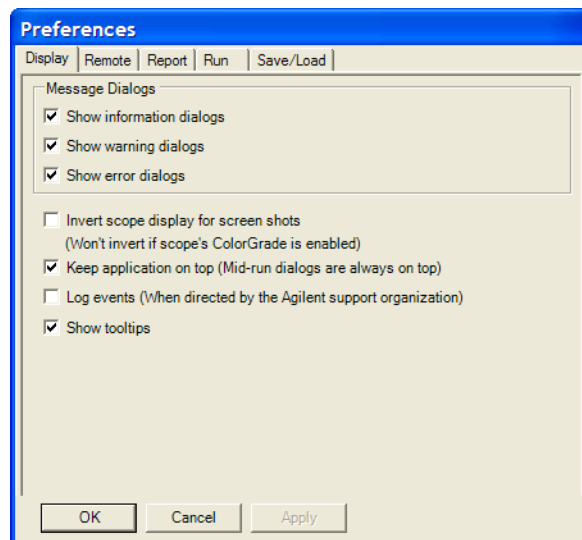 Preferences
Display Remote Report Run Save/Load
Message Dialogs
Show information dialogs
Show warning dialogs
Show error dialogs
Invert scope display for screen shots
(Won't invert if scope's ColorGrade is enabled)
Keep application on top (Mid-run dialogs are always on top)
Log events (When directed by the Agilent support organization)
Show tooltips
OK Cancel Apply